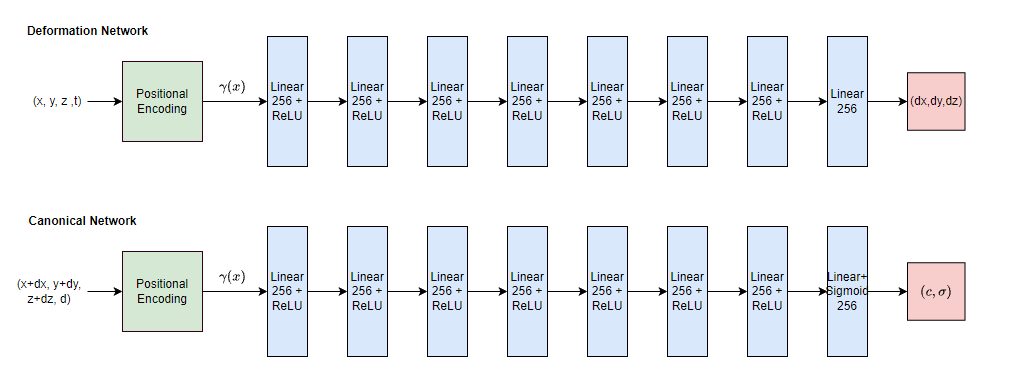 Deformation Network
(x, y, z ,t)
Positional
Encoding
γ(x)
Linear
256 +
ReLU
Linear
256 +
ReLU
Linear
256 +
ReLU
Linear
256 +
ReLU
Linear
256 +
ReLU
Linear
256 +
ReLU
Linear
256 +
ReLU
Linear
256
(dx,dy,dz)
Canonical Network
(x+dx, y+dy,
z+dz, d)
Positional
Encoding
γ(x)
Linear
256 +
ReLU
Linear
256 +
ReLU
Linear
256 +
ReLU
Linear
256 +
ReLU
Linear
256 +
ReLU
Linear
256 +
ReLU
Linear
256 +
ReLU
Linear+
Sigmoid
256
(c, σ)